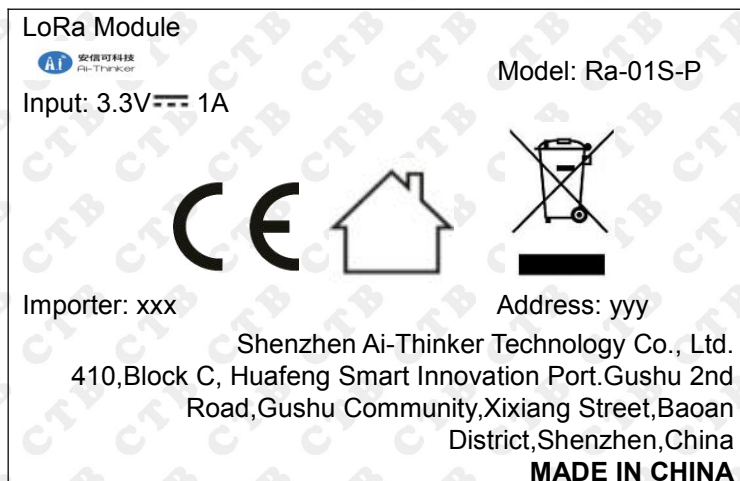 LoRa Module
安信可科技
Ai-Thinker
Model: Ra-01S-P
Input: 3.3V⎓ 1A
CE
Importer: xxx
Address: yyy
Shenzhen Ai-Thinker Technology Co., Ltd.
410,Block C, Huafeng Smart Innovation Port.Gushu 2nd
Road,Gushu Community,Xixiang Street,Baoan
District,Shenzhen,China
MADE IN CHINA
CTB